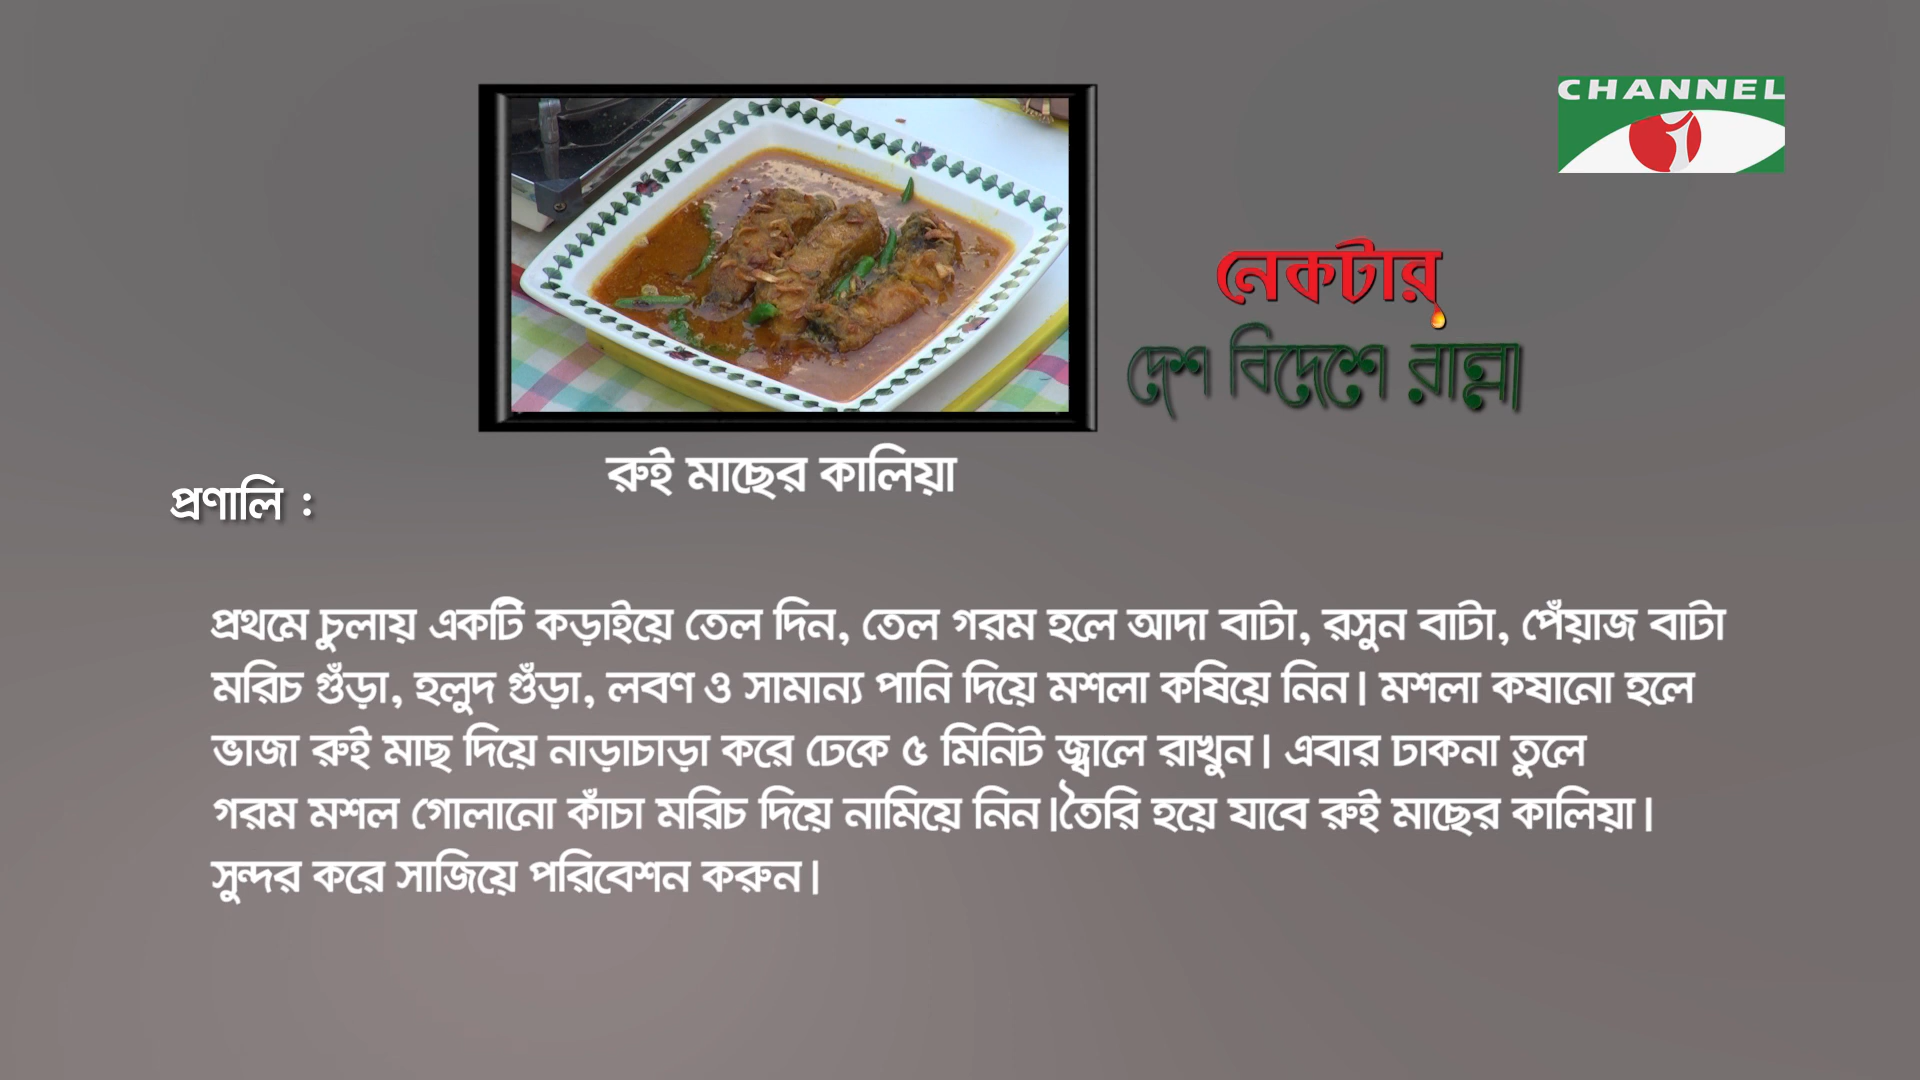 CHANNEL i
নেকটার
দেশ বিদেশে রান্না
রুই মাছের কালিয়া
প্রণালি :
প্রথমে চুলায় একটি কড়াইয়ে তেল দিন, তেল গরম হলে আদা বাটা, রসুন বাটা, পেঁয়াজ বাটা
মরিচ গুঁড়া, হলুদ গুঁড়া, লবণ ও সামান্য পানি দিয়ে মশলা কষিয়ে নিন। মশলা কষানো হলে
ভাজা রুই মাছ দিয়ে নাড়াচাড়া করে ঢেকে ৫ মিনিট জ্বালে রাখুন। এবার ঢাকনা তুলে
গরম মশল গোলানো কাঁচা মরিচ দিয়ে নামিয়ে নিন।তৈরি হয়ে যাবে রুই মাছের কালিয়া।
সুন্দর করে সাজিয়ে পরিবেশন করুন।